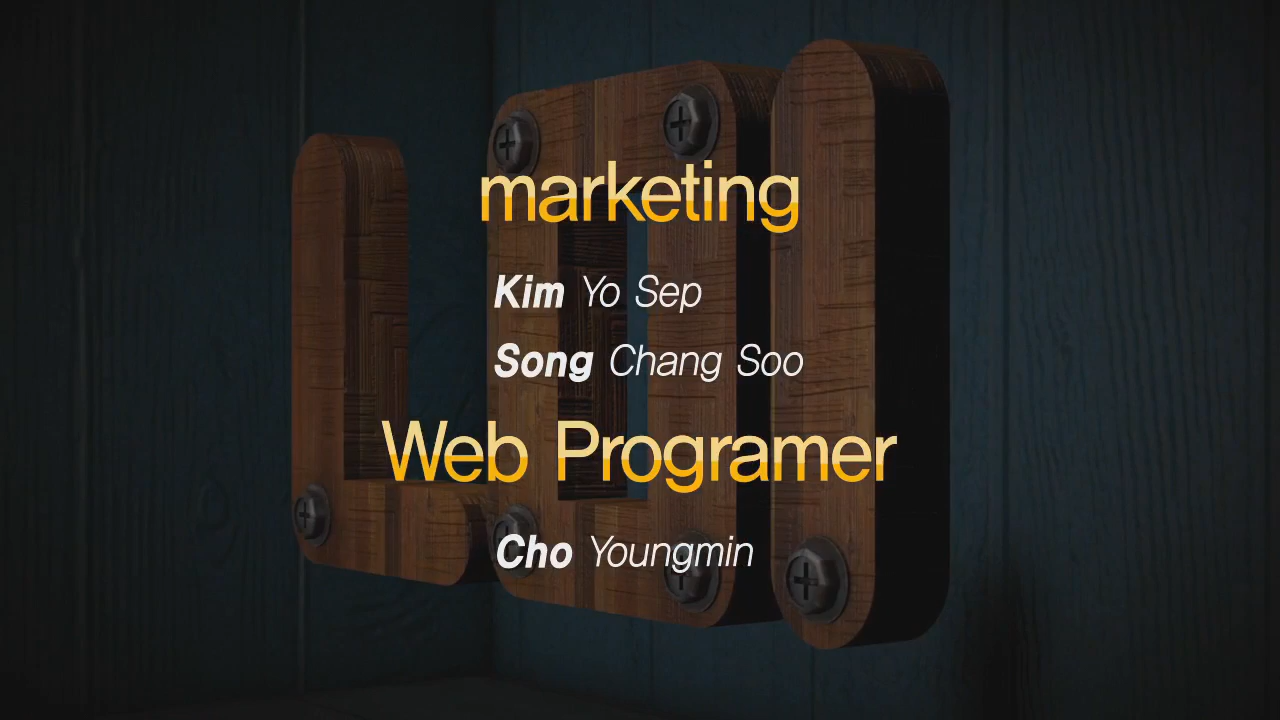 marketing
Kim Yo Sep
Song Chang Soo
Web Programer
Cho Youngmin